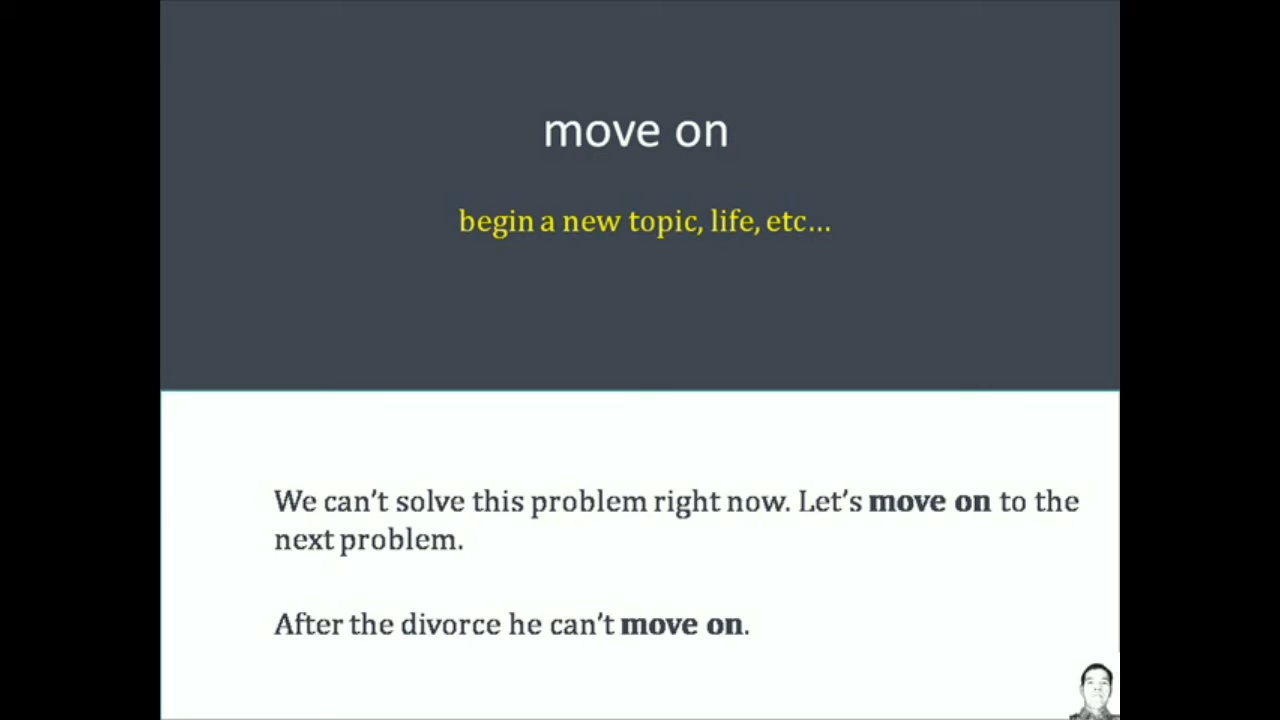 move on
begin a new topic, life, etc…
We can’t solve this problem right now. Let’s move on to the
next problem.
After the divorce he can’t move on.